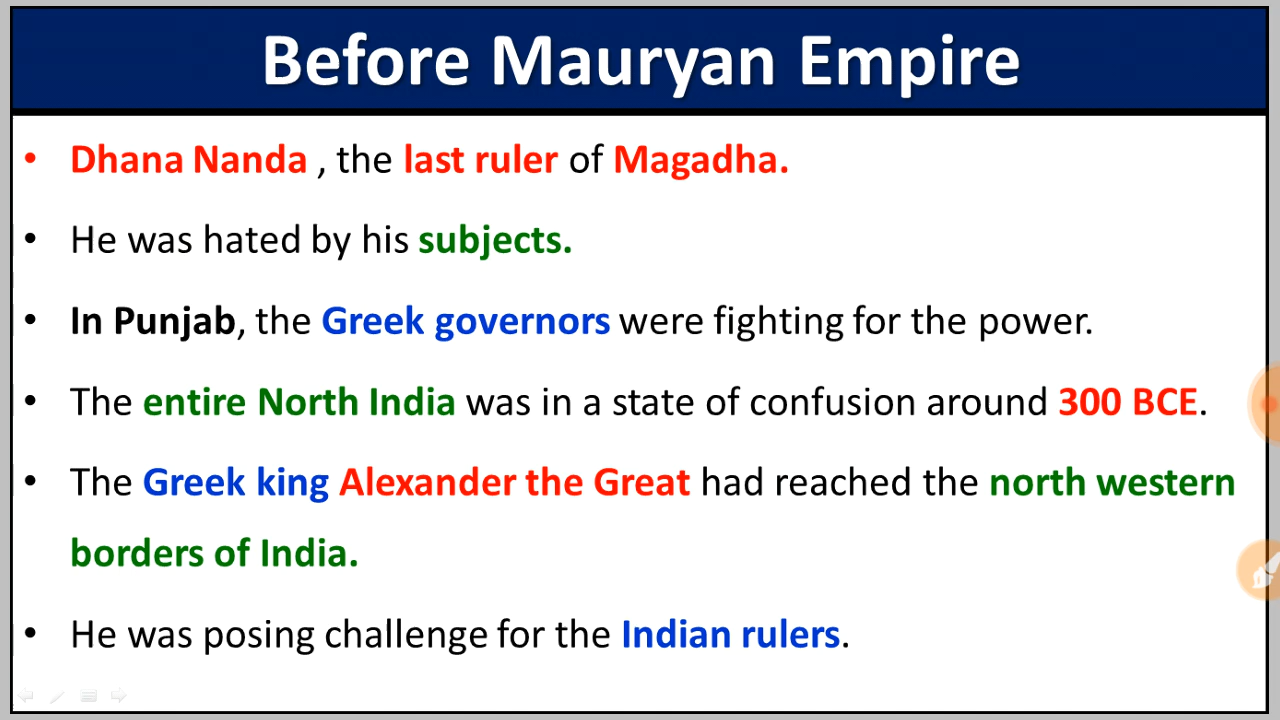 Before Mauryan Empire
• Dhana Nanda , the last ruler of Magadha.
• He was hated by his subjects.
• In Punjab, the Greek governors were fighting for the power.
• The entire North India was in a state of confusion around 300 BCE.
• The Greek king Alexander the Great had reached the north western
borders of India.
• He was posing challenge for the Indian rulers.